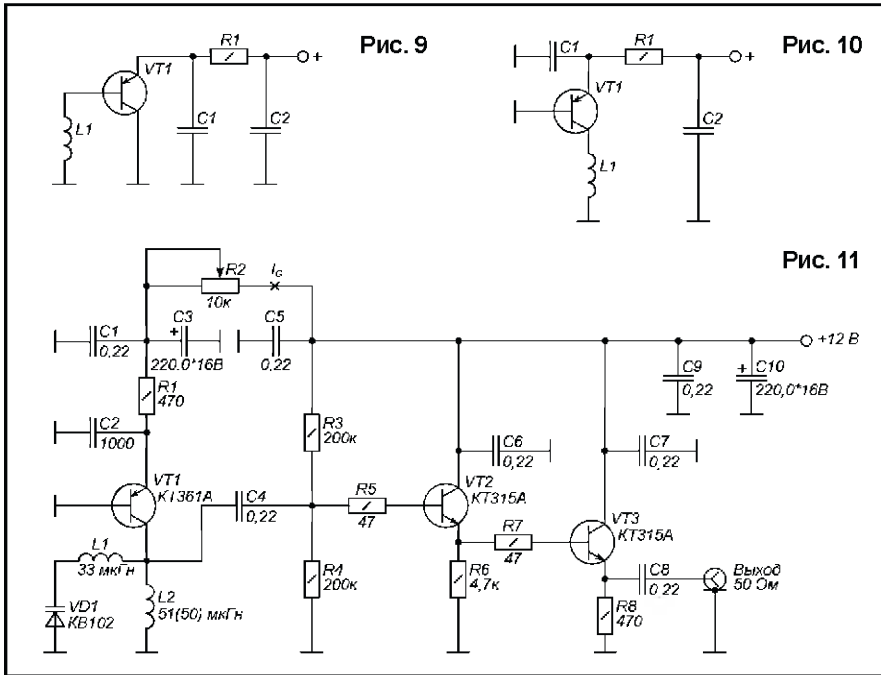 Рис. 9
R1
+
VT1
C1
C2
L1
Рис. 10
C1
R1
+
VT1
C2
L1
Рис. 11
R2
10к
Iс
C1
0,22
+
C3
220.0*16В
C5
0,22
+12 В
R1
470
C9
0,22
+
C10
220,0*16В
C2
1000
R3
200к
C6
0,22
C7
0,22
VT1
КТ361А
C4
0,22
R5
47
VT2
КТ315А
R7
47
VT3
КТ315А
L1
33 мкГн
L2
51(50) мкГн
VD1
КВ102
R4
200к
R6
4,7к
C8
0,22
R8
470
Выход
50 Ом